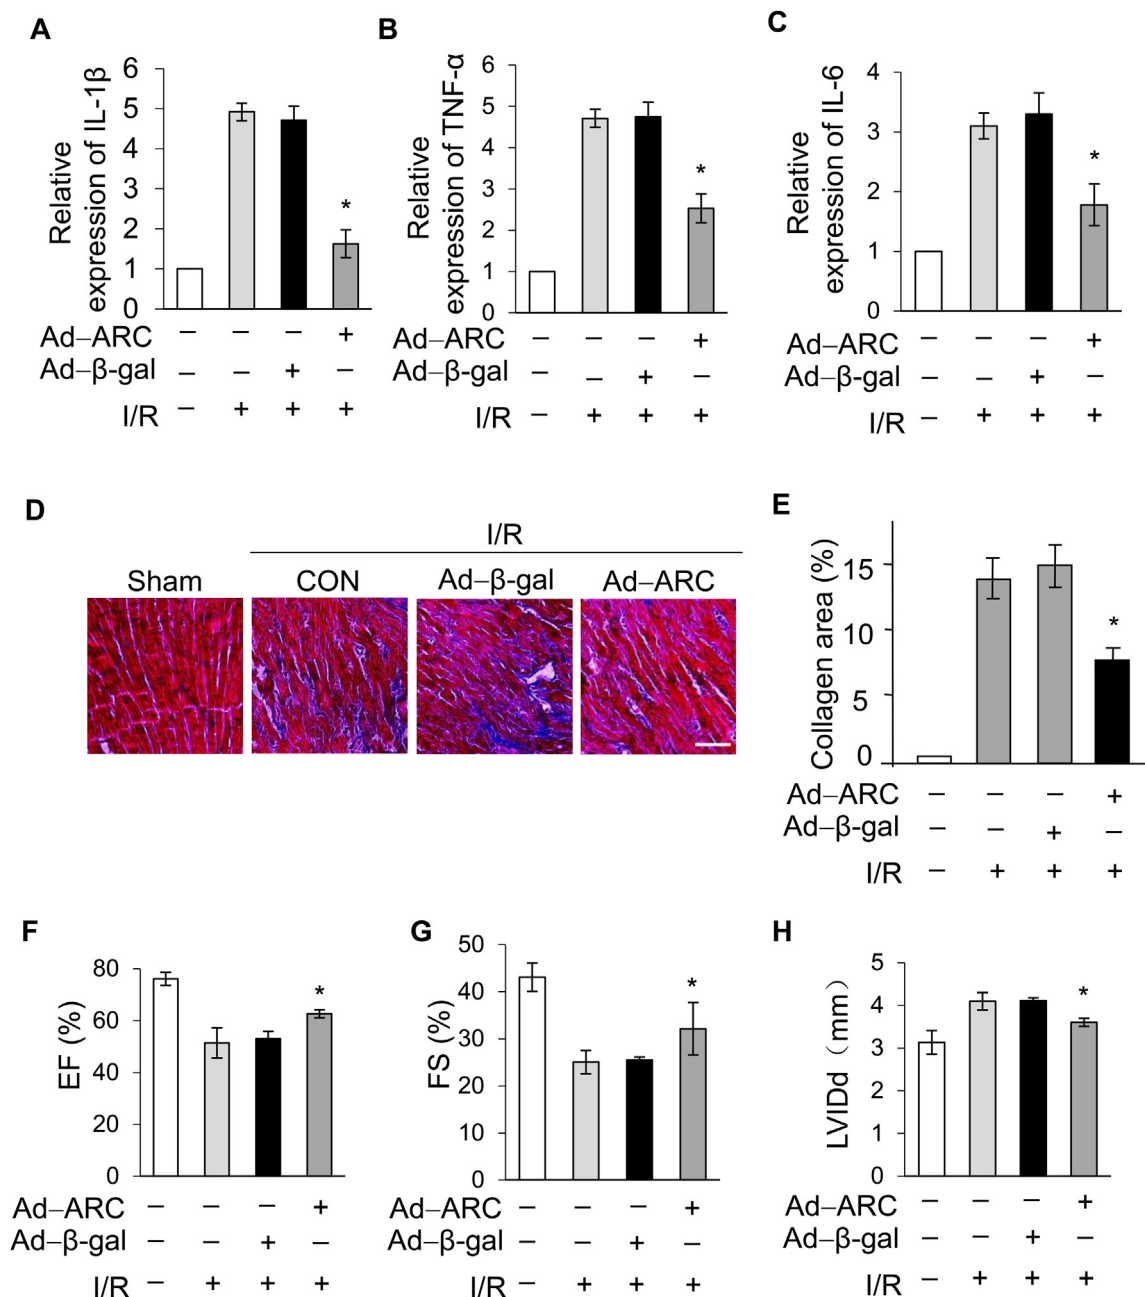 A
Relative
expression of IL-1β
6
5
4
3
2
1
0
*
Ad–ARC – – – +
Ad–β-gal – – + –
I/R – + + +
B
Relative
expression of TNF-α
6
5
4
3
2
1
0
*
Ad–ARC – – – +
Ad–β-gal – – + –
I/R – + + +
C
Relative
expression of IL-6
4
3
2
1
0
*
Ad–ARC – – – +
Ad–β-gal – – + –
I/R – + + +
D
I/R
Sham CON Ad–β-gal Ad–ARC
E
Collagen area (%)
15
10
5
0
*
Ad–ARC – – – +
Ad–β-gal – – + –
I/R – + + +
F
EF (%)
80
60
40
20
0
*
Ad–ARC – – – +
Ad–β-gal – – + –
I/R – + + +
G
FS (%)
50
40
30
20
10
0
*
Ad–ARC – – – +
Ad–β-gal – – + –
I/R – + + +
H
LVIDd（mm）
5
4
3
2
1
0
*
Ad–ARC – – – +
Ad–β-gal – – + –
I/R – + + +